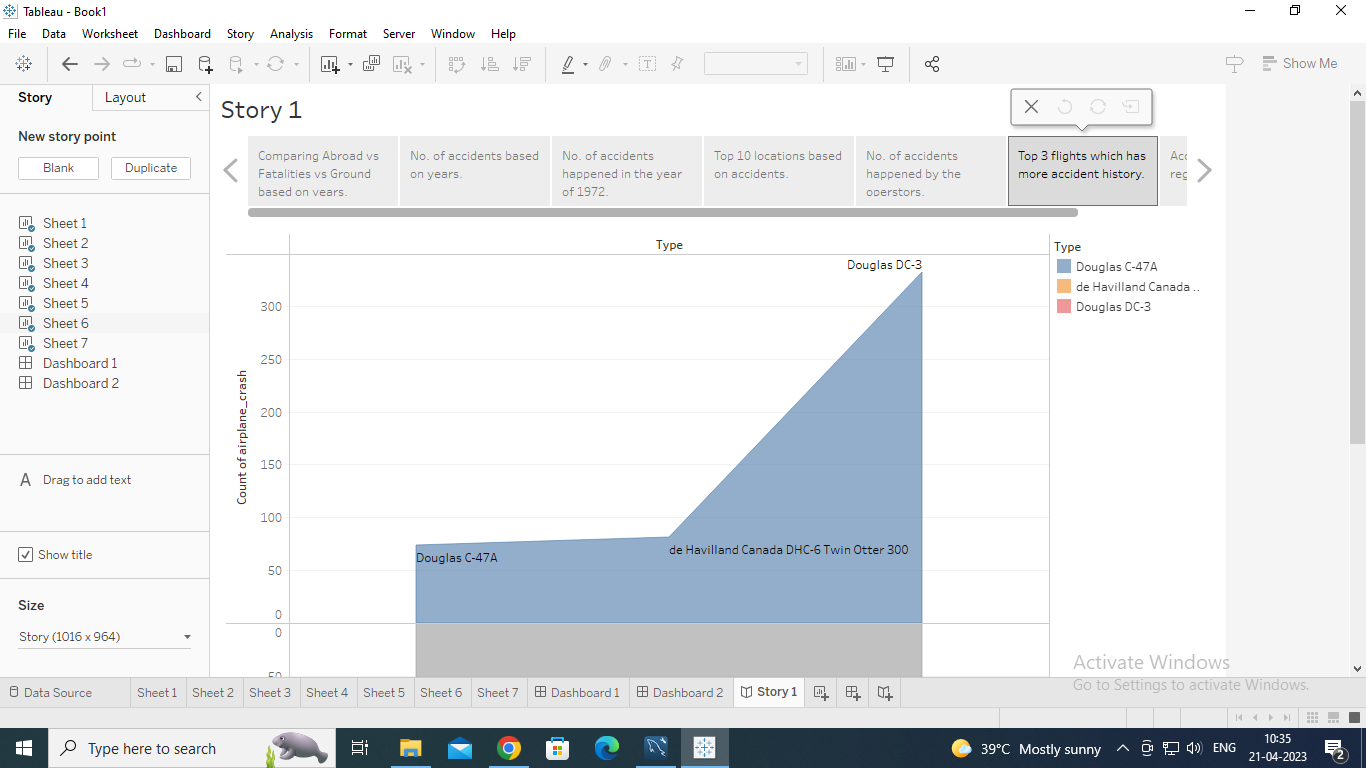 Tableau - Book1
File Data Worksheet Dashboard Story Analysis Format Server Window Help
Show Me
Story Layout
New story point
Blank Duplicate
Sheet 1
Sheet 2
Sheet 3
Sheet 4
Sheet 5
Sheet 6
Sheet 7
Dashboard 1
Dashboard 2
A Drag to add text
Show title
Size
Story (1016 x 964)
Story 1
Comparing Abroad vs
Fatalities vs Ground
based on years.
No. of accidents based
on years.
No. of accidents
happened in the year
of 1972.
Top 10 locations based
on accidents.
No. of accidents
happened by the
operstors.
Top 3 flights which has
more accident history.
Type
Count of airplane_crash
300
250
200
150
100
50
0
0
50
Douglas DC-3
Douglas C-47A
de Havilland Canada DHC-6 Twin Otter 300
Type
Douglas C-47A
de Havilland Canada ..
Douglas DC-3
Activate Windows
Go to Settings to activate Windows.
Data Source Sheet 1 Sheet 2 Sheet 3 Sheet 4 Sheet 5 Sheet 6 Sheet 7 Dashboard 1 Dashboard 2 Story 1
Type here to search
39°C Mostly sunny
ENG
10:35
21-04-2023
2